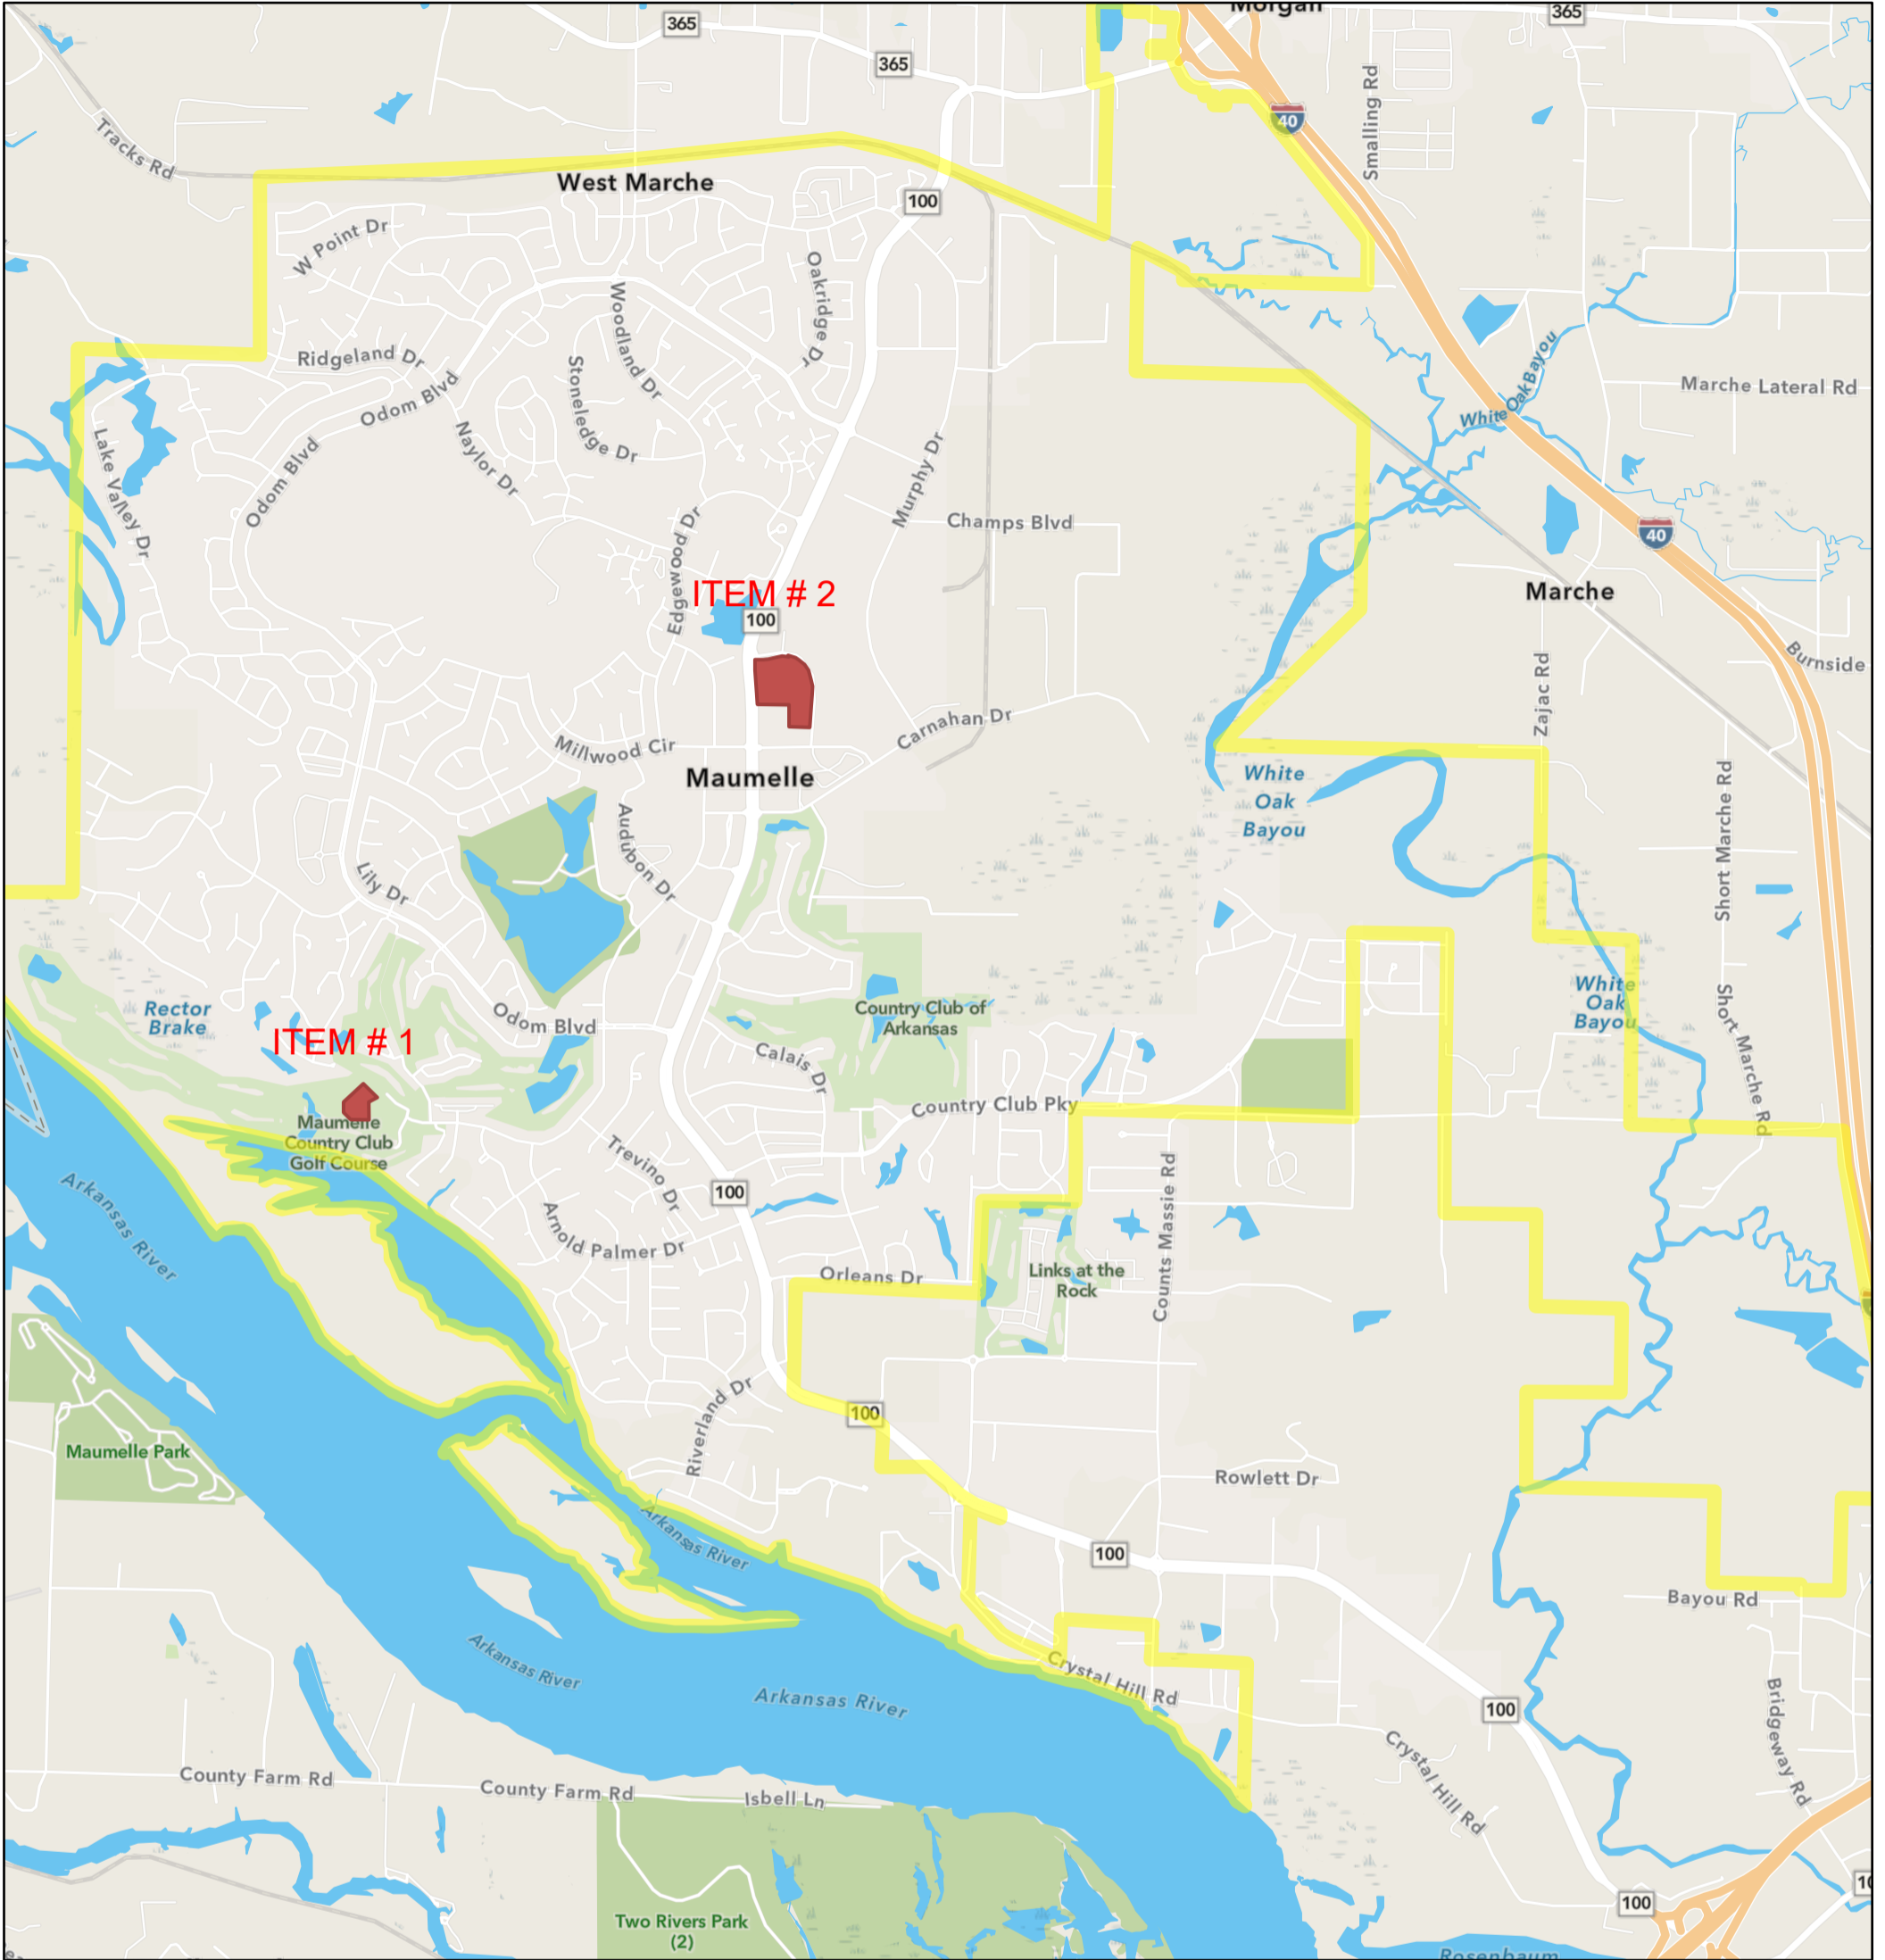 Morgan
365
365
365
40
Smalling Rd
Tracks Rd
West Marche
100
W Point Dr
Oakridge Dr
Woodland Dr
Ridgeland Dr
Stoneledge Dr
Odom Blvd
Marche Lateral Rd
White Oak Bayou
Lake Valley Dr
Odom Blvd
Naylor Dr
Murphy Dr
Champs Blvd
40
Edgewood Dr
ITEM # 2
100
Marche
Burnside
Zajac Rd
Carnahan Dr
Millwood Cir
Maumelle
White
Oak
Bayou
Short Marche Rd
Audubon Dr
Lily Dr
Rector
Brake
Country Club of
Arkansas
White
Oak
Bayou
Odom Blvd
ITEM # 1
Calais Dr
Short Marche Rd
Country Club Pky
Maumelle
Country Club
Golf Course
Trevino Dr
100
Arkansas River
Arnold Palmer Dr
Counts Massie Rd
Orleans Dr
Links at the
Rock
Riverland Dr
100
Maumelle Park
Rowlett Dr
Arkansas River
100
Bayou Rd
Arkansas River
Crystal Hill Rd
Arkansas River
100
Bridgeway Rd
Crystal Hill Rd
County Farm Rd
County Farm Rd
Isbell Ln
100
Two Rivers Park
(2)
Rosenbaum